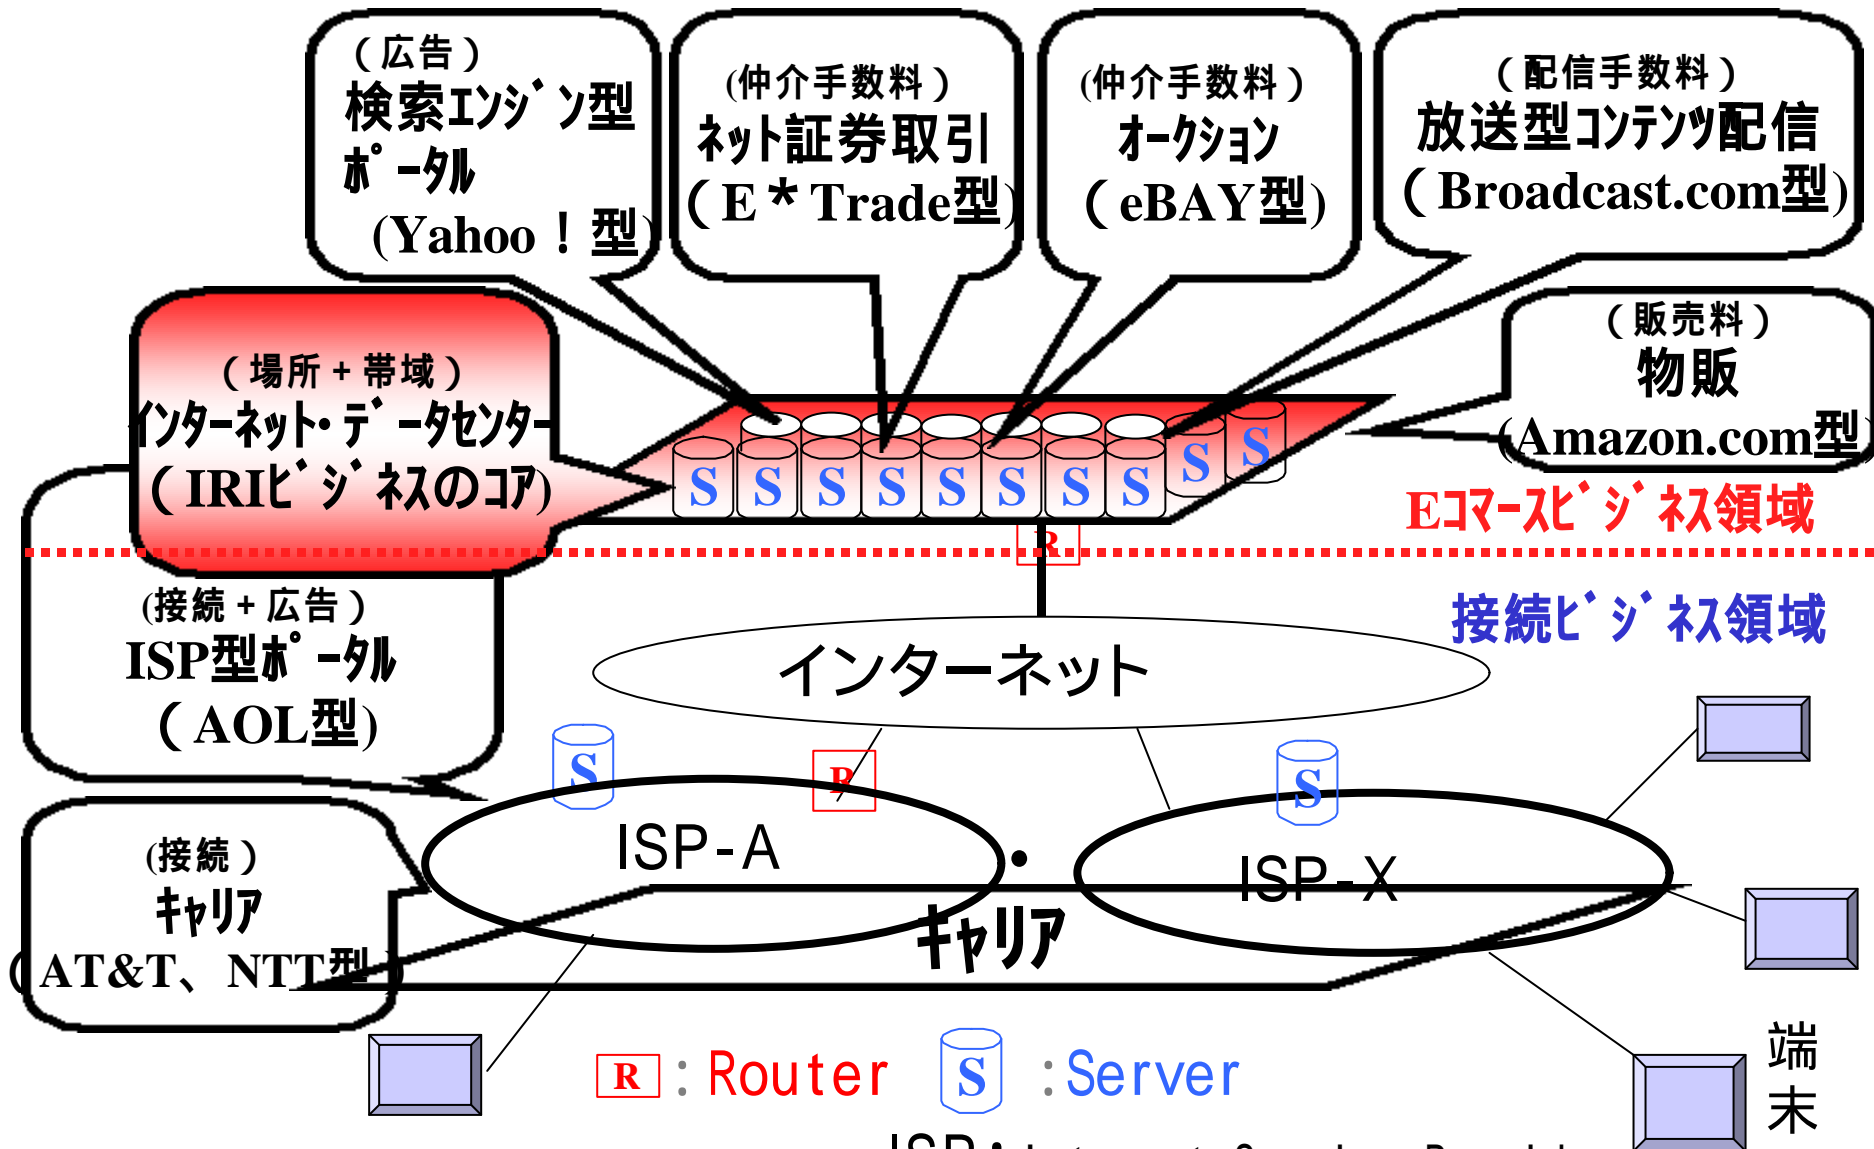 （広告）
検索ｴﾝｼﾞﾝ型
ﾎﾟｰﾀﾙ
(Yahoo！型)
(仲介手数料）
ﾈｯﾄ証券取引
（E＊Trade型)
(仲介手数料）
ｵｰｸｼｮﾝ
（eBAY型)
（配信手数料）
放送型ｺﾝﾃﾝﾂ配信
（Broadcast.com型)
（場所+帯域）
ｲﾝﾀｰﾈｯﾄ･ﾃﾞｰﾀｾﾝﾀｰ
（IRIﾋﾞｼﾞﾈｽのｺｱ)
（販売料）
物販
(Amazon.com型)
S S S S S S S S S S
Eｺﾏｰｽﾋﾞｼﾞﾈｽ領域
R
接続ﾋﾞｼﾞﾈｽ領域
(接続+広告）
ISP型ﾎﾟｰﾀﾙ
（AOL型)
インターネット
S
R
S
ISP-A
・
ISP-X
(接続）
ｷｬﾘｱ
（AT&T、NTT型）
ｷｬﾘｱ
R：Router S：Server
端末
ISP：Internet Service